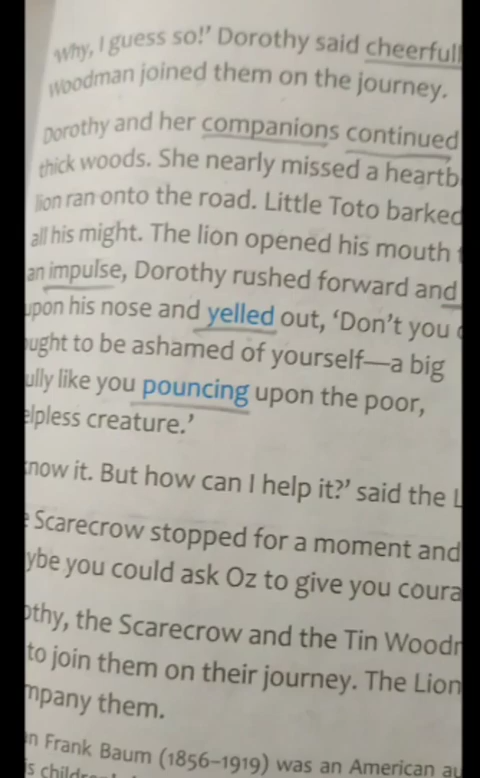 Why, I guess so!' Dorothy said cheerfull
Woodman joined them on the journey.
Dorothy and her companions continued
thick woods. She nearly missed a heartb
lion ran onto the road. Little Toto barked
all his might. The lion opened his mouth
an impulse, Dorothy rushed forward and
upon his nose and yelled out, 'Don't you
ught to be ashamed of yourself—a big
ully like you pouncing upon the poor,
elpless creature.'
now it. But how can I help it?' said the L
Scarecrow stopped for a moment and
ybe you could ask Oz to give you coura
othy, the Scarecrow and the Tin Woodr
to join them on their journey. The Lion
mpany them.
n Frank Baum (1856–1919) was an American au